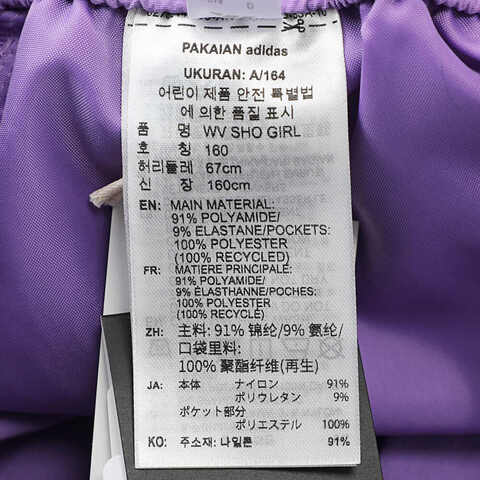 PAKAIAN adidas
UKURAN: A/164
어린이 제품 안전 특별법
에 의한 품질 표시
품 명 WV SHO GIRL
호 칭 160
허리둘레 67cm
신 장 160cm
EN: MAIN MATERIAL:
91% POLYAMIDE/
9% ELASTANE/POCKETS:
100% POLYESTER
(100% RECYCLED)
FR: MATIERE PRINCIPALE:
91% POLYAMIDE/
9% ELASTHANNE/POCHES:
100% POLYESTER
(100% RECYCLED)
ZH: 主料: 91% 锦纶/9% 氨纶/
口袋里料:
100% 聚酯纤维(再生)
JA: 本体 ナイロン 91%
ポリウレタン 9%
ポケット部分
ポリエステル 100%
KO: 주소재: 나일론 91%